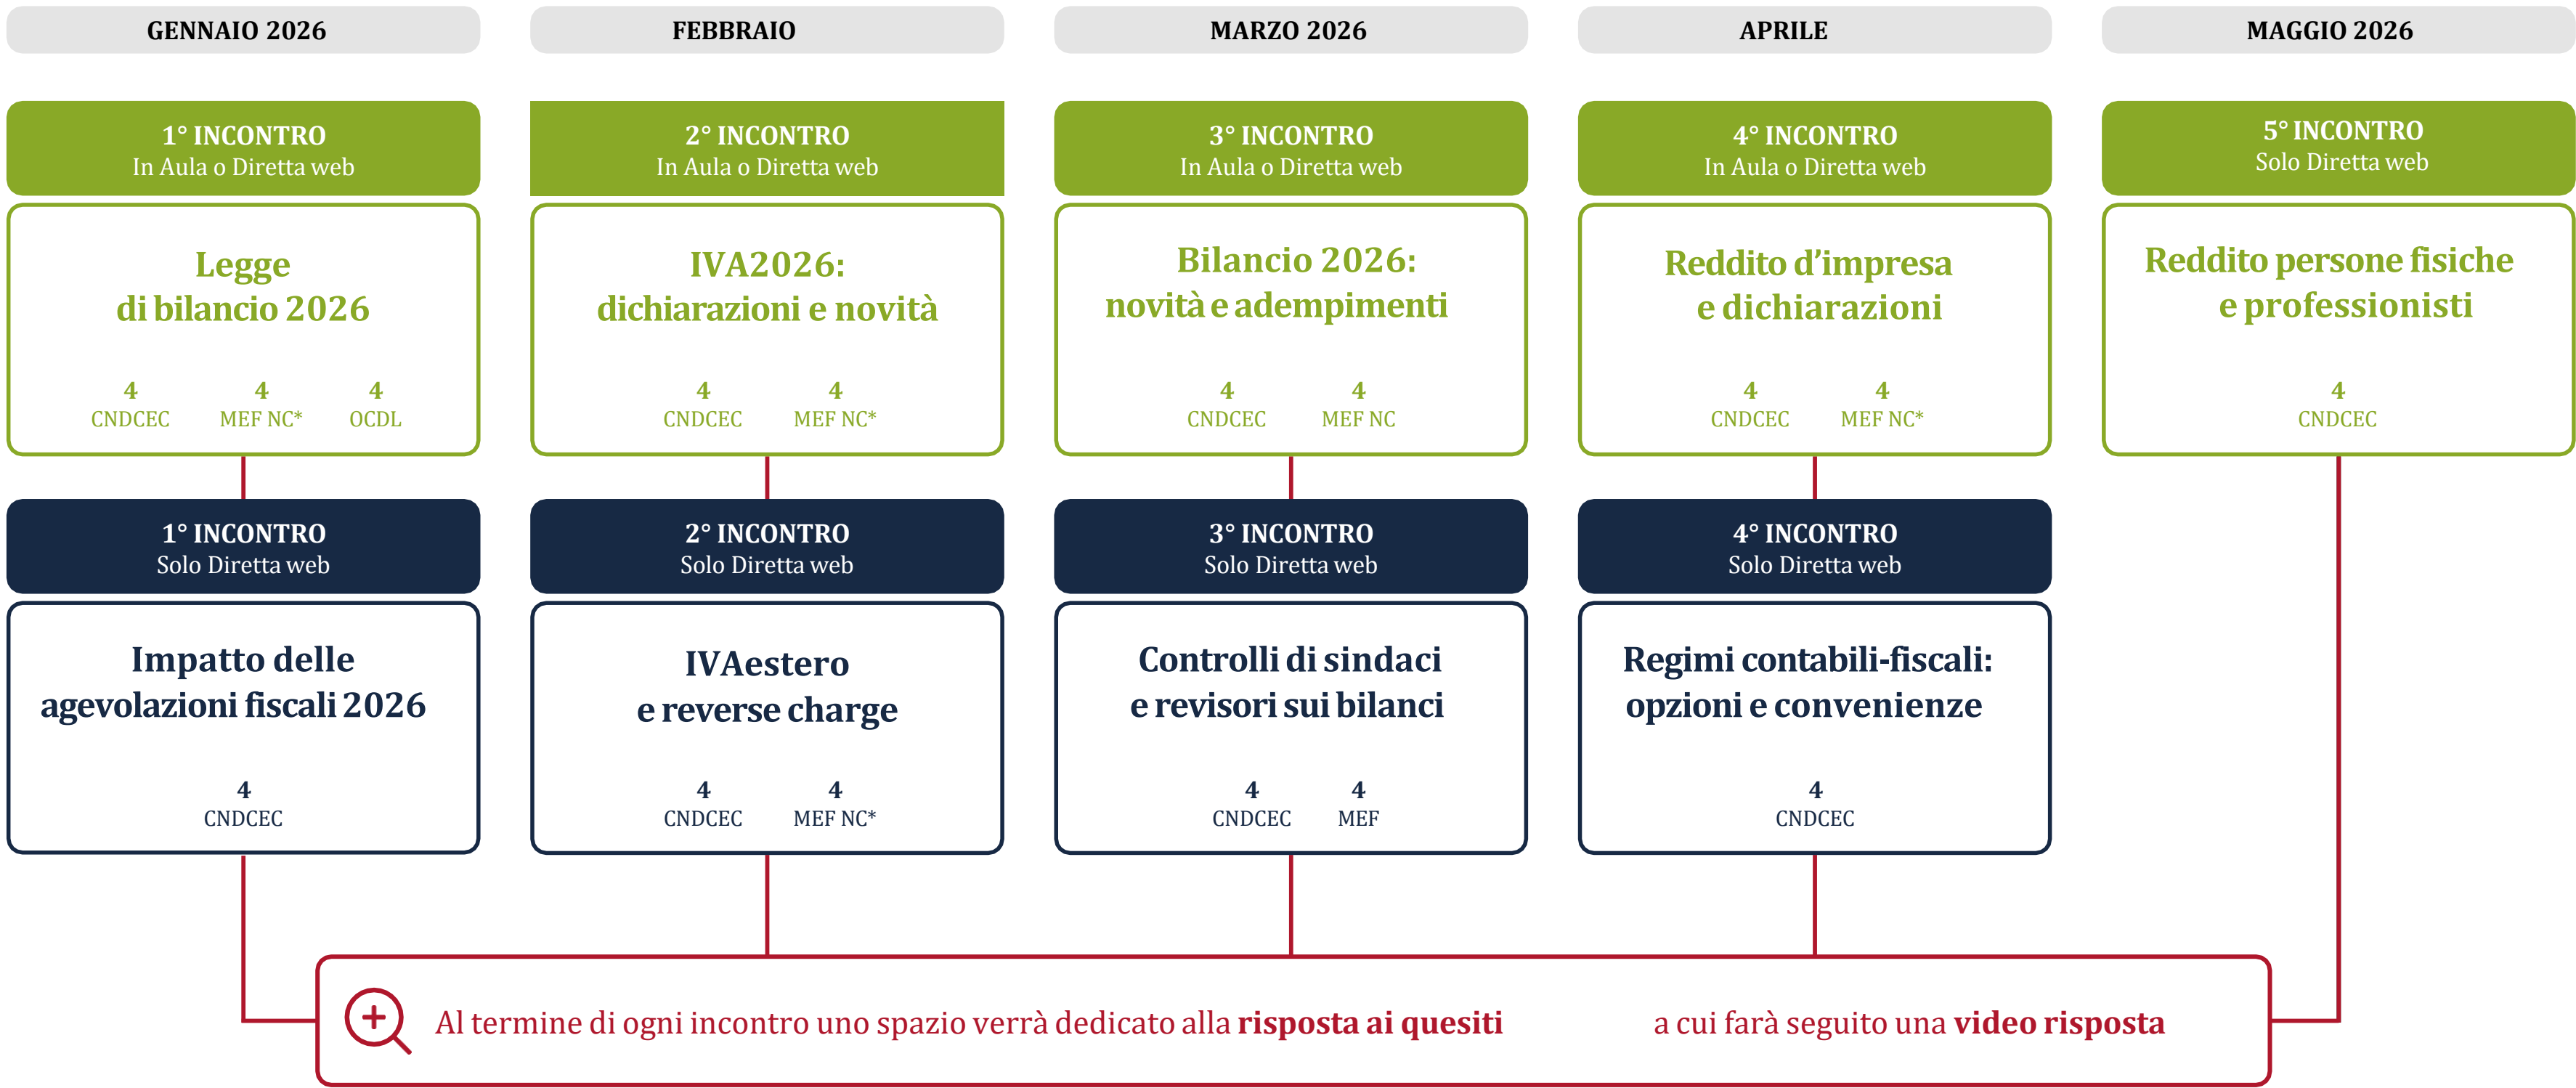 GENNAIO 2026
FEBBRAIO
MARZO 2026
APRILE
MAGGIO 2026
1° INCONTRO
In Aula o Diretta web
2° INCONTRO
In Aula o Diretta web
3° INCONTRO
In Aula o Diretta web
4° INCONTRO
In Aula o Diretta web
5° INCONTRO
Solo Diretta web
Legge
di bilancio 2026
4 4 4
CNDCEC MEF NC* OCDL
IVA2026:
dichiarazioni e novità
4 4
CNDCEC MEF NC*
Bilancio 2026:
novità e adempimenti
4 4
CNDCEC MEF NC
Reddito d’impresa
e dichiarazioni
4 4
CNDCEC MEF NC*
Reddito persone fisiche
e professionisti
4
CNDCEC
1° INCONTRO
Solo Diretta web
2° INCONTRO
Solo Diretta web
3° INCONTRO
Solo Diretta web
4° INCONTRO
Solo Diretta web
Impatto delle
agevolazioni fiscali 2026
4
CNDCEC
IVAestero
e reverse charge
4 4
CNDCEC MEF NC*
Controlli di sindaci
e revisori sui bilanci
4 4
CNDCEC MEF
Regimi contabili-fiscali:
opzioni e convenienze
4
CNDCEC
Al termine di ogni incontro uno spazio verrà dedicato alla risposta ai quesiti a cui farà seguito una video risposta